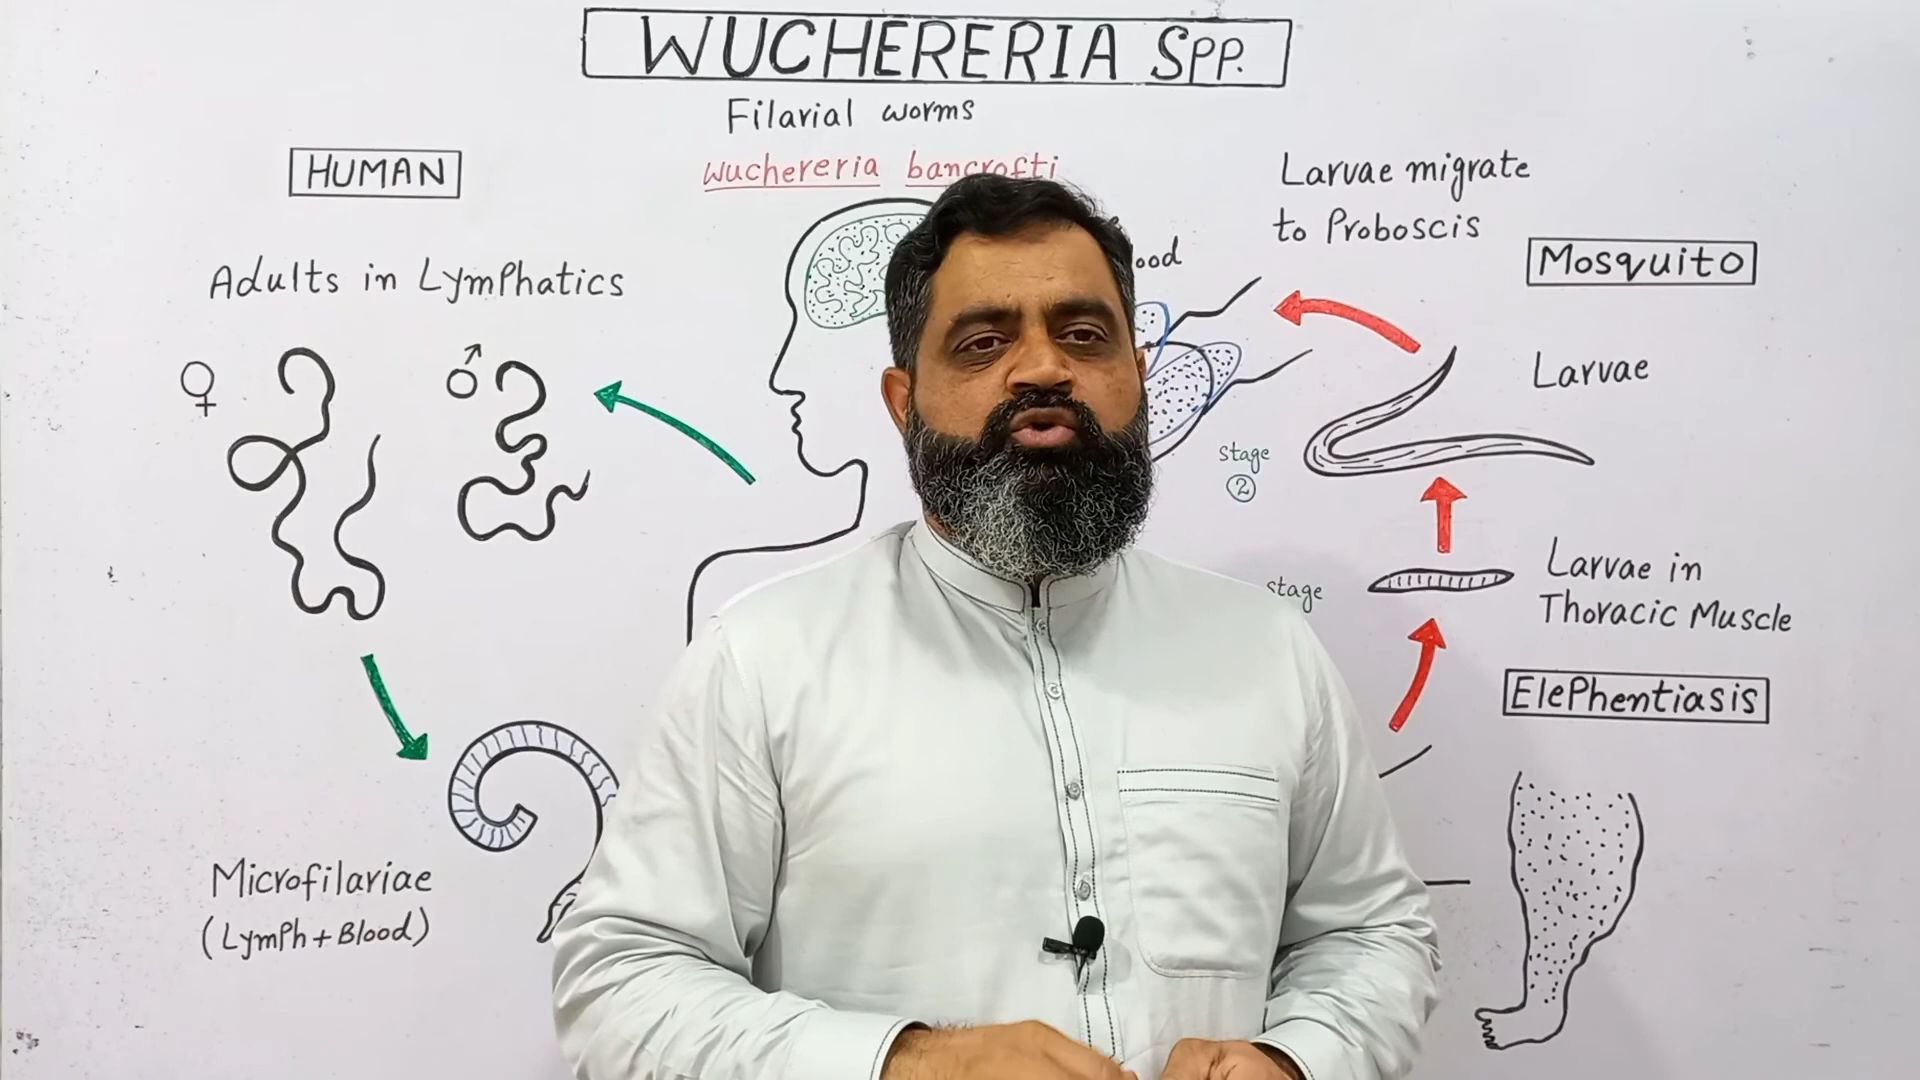 WUCHERERIA SPP.
Filarial worms
Wuchereria bancrofti
HUMAN
Larvae migrate
to Proboscis
Mosquito
Adults in Lymphatics
♀
♂
Larvae
stage
2
stage
Larvae in
Thoracic Muscle
ElePhentiasis
Microfilariae
(LymPh + Blood)